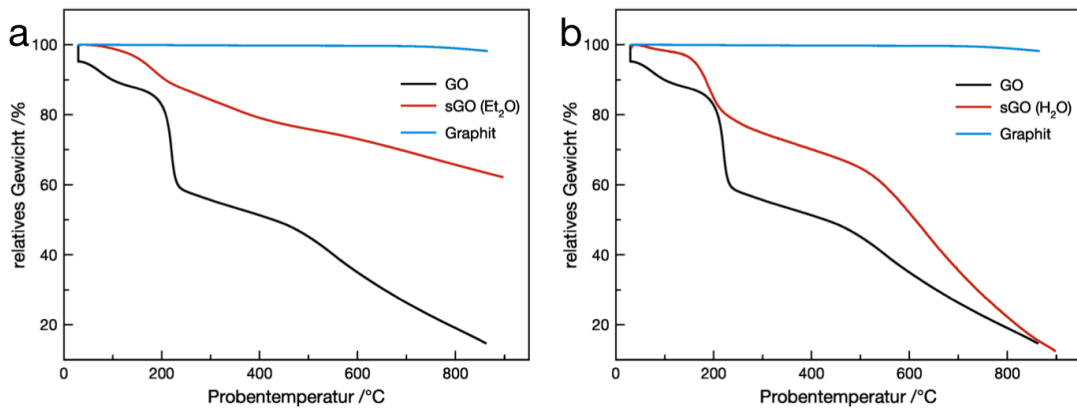 a
relatives Gewicht /%
100
80
60
40
20
0
200
400
600
800
Probentemperatur /°C
GO
sGO (Et₂O)
Graphit
b
relatives Gewicht /%
100
80
60
40
20
0
200
400
600
800
Probentemperatur /°C
GO
sGO (H₂O)
Graphit